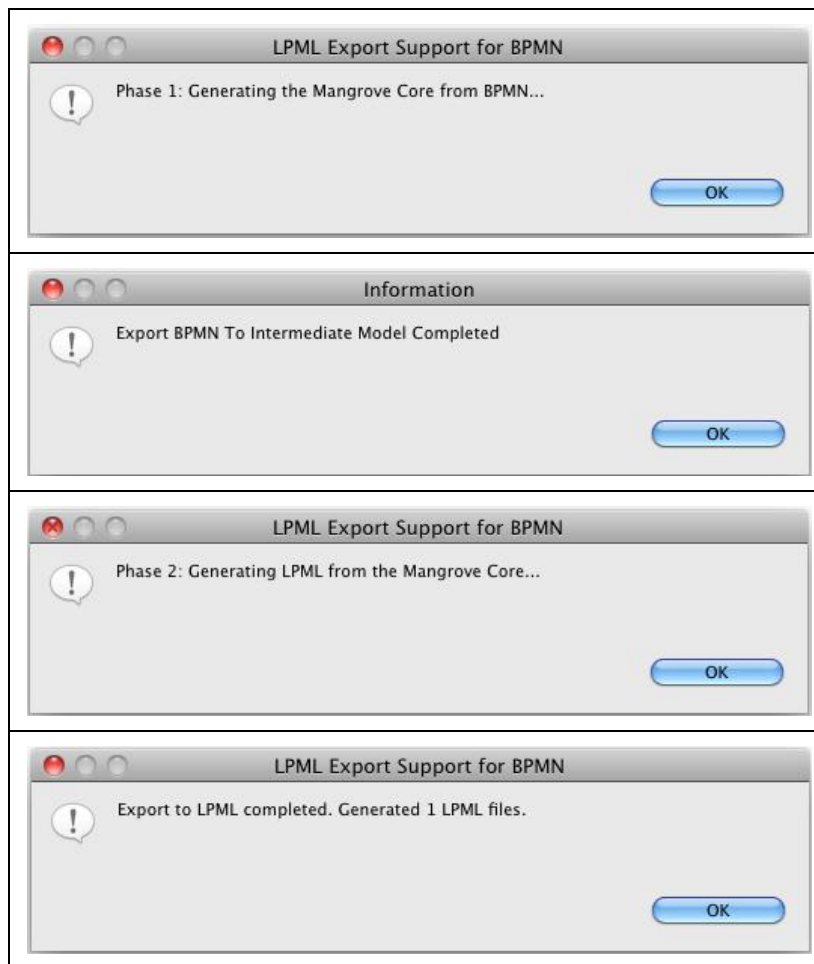 LPML Export Support for BPMN
Phase 1: Generating the Mangrove Core from BPMN...
OK
Information
Export BPMN To Intermediate Model Completed
OK
LPML Export Support for BPMN
Phase 2: Generating LPML from the Mangrove Core...
OK
LPML Export Support for BPMN
Export to LPML completed. Generated 1 LPML files.
OK